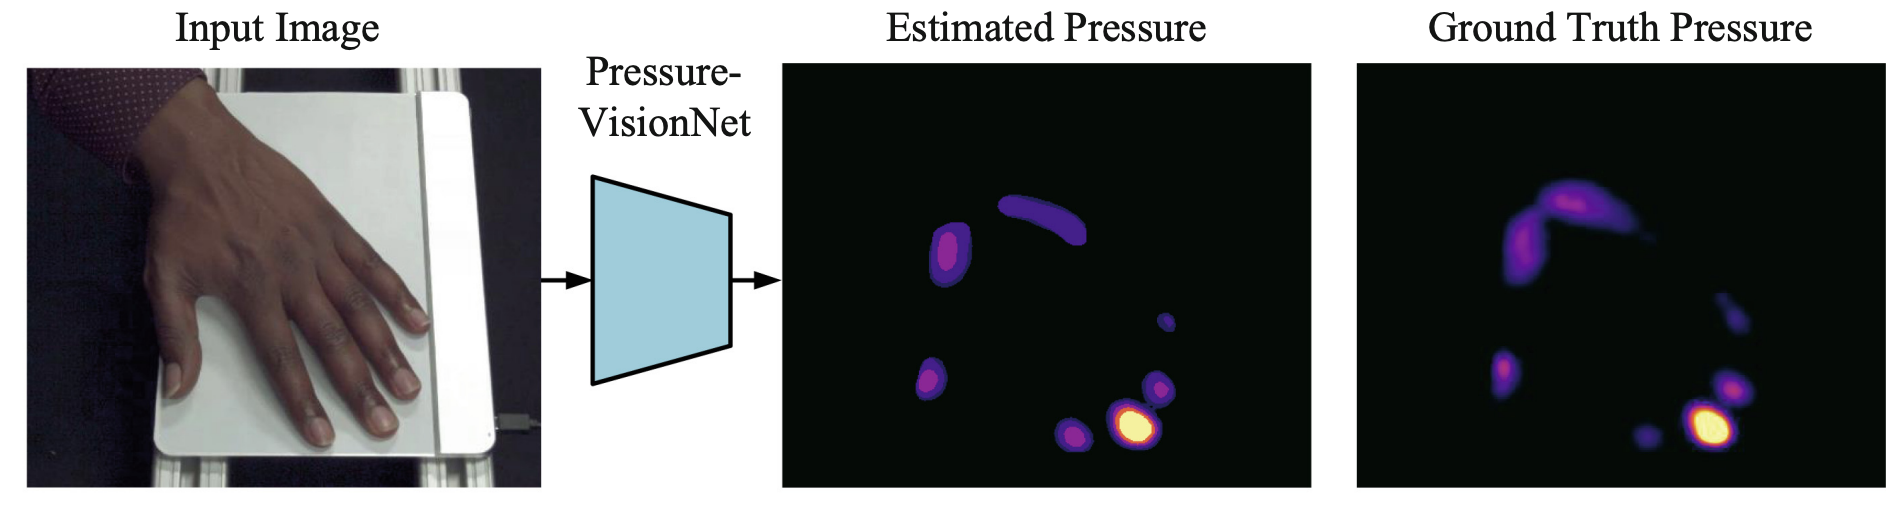 Input Image
Pressure-
VisionNet
Estimated Pressure
Ground Truth Pressure